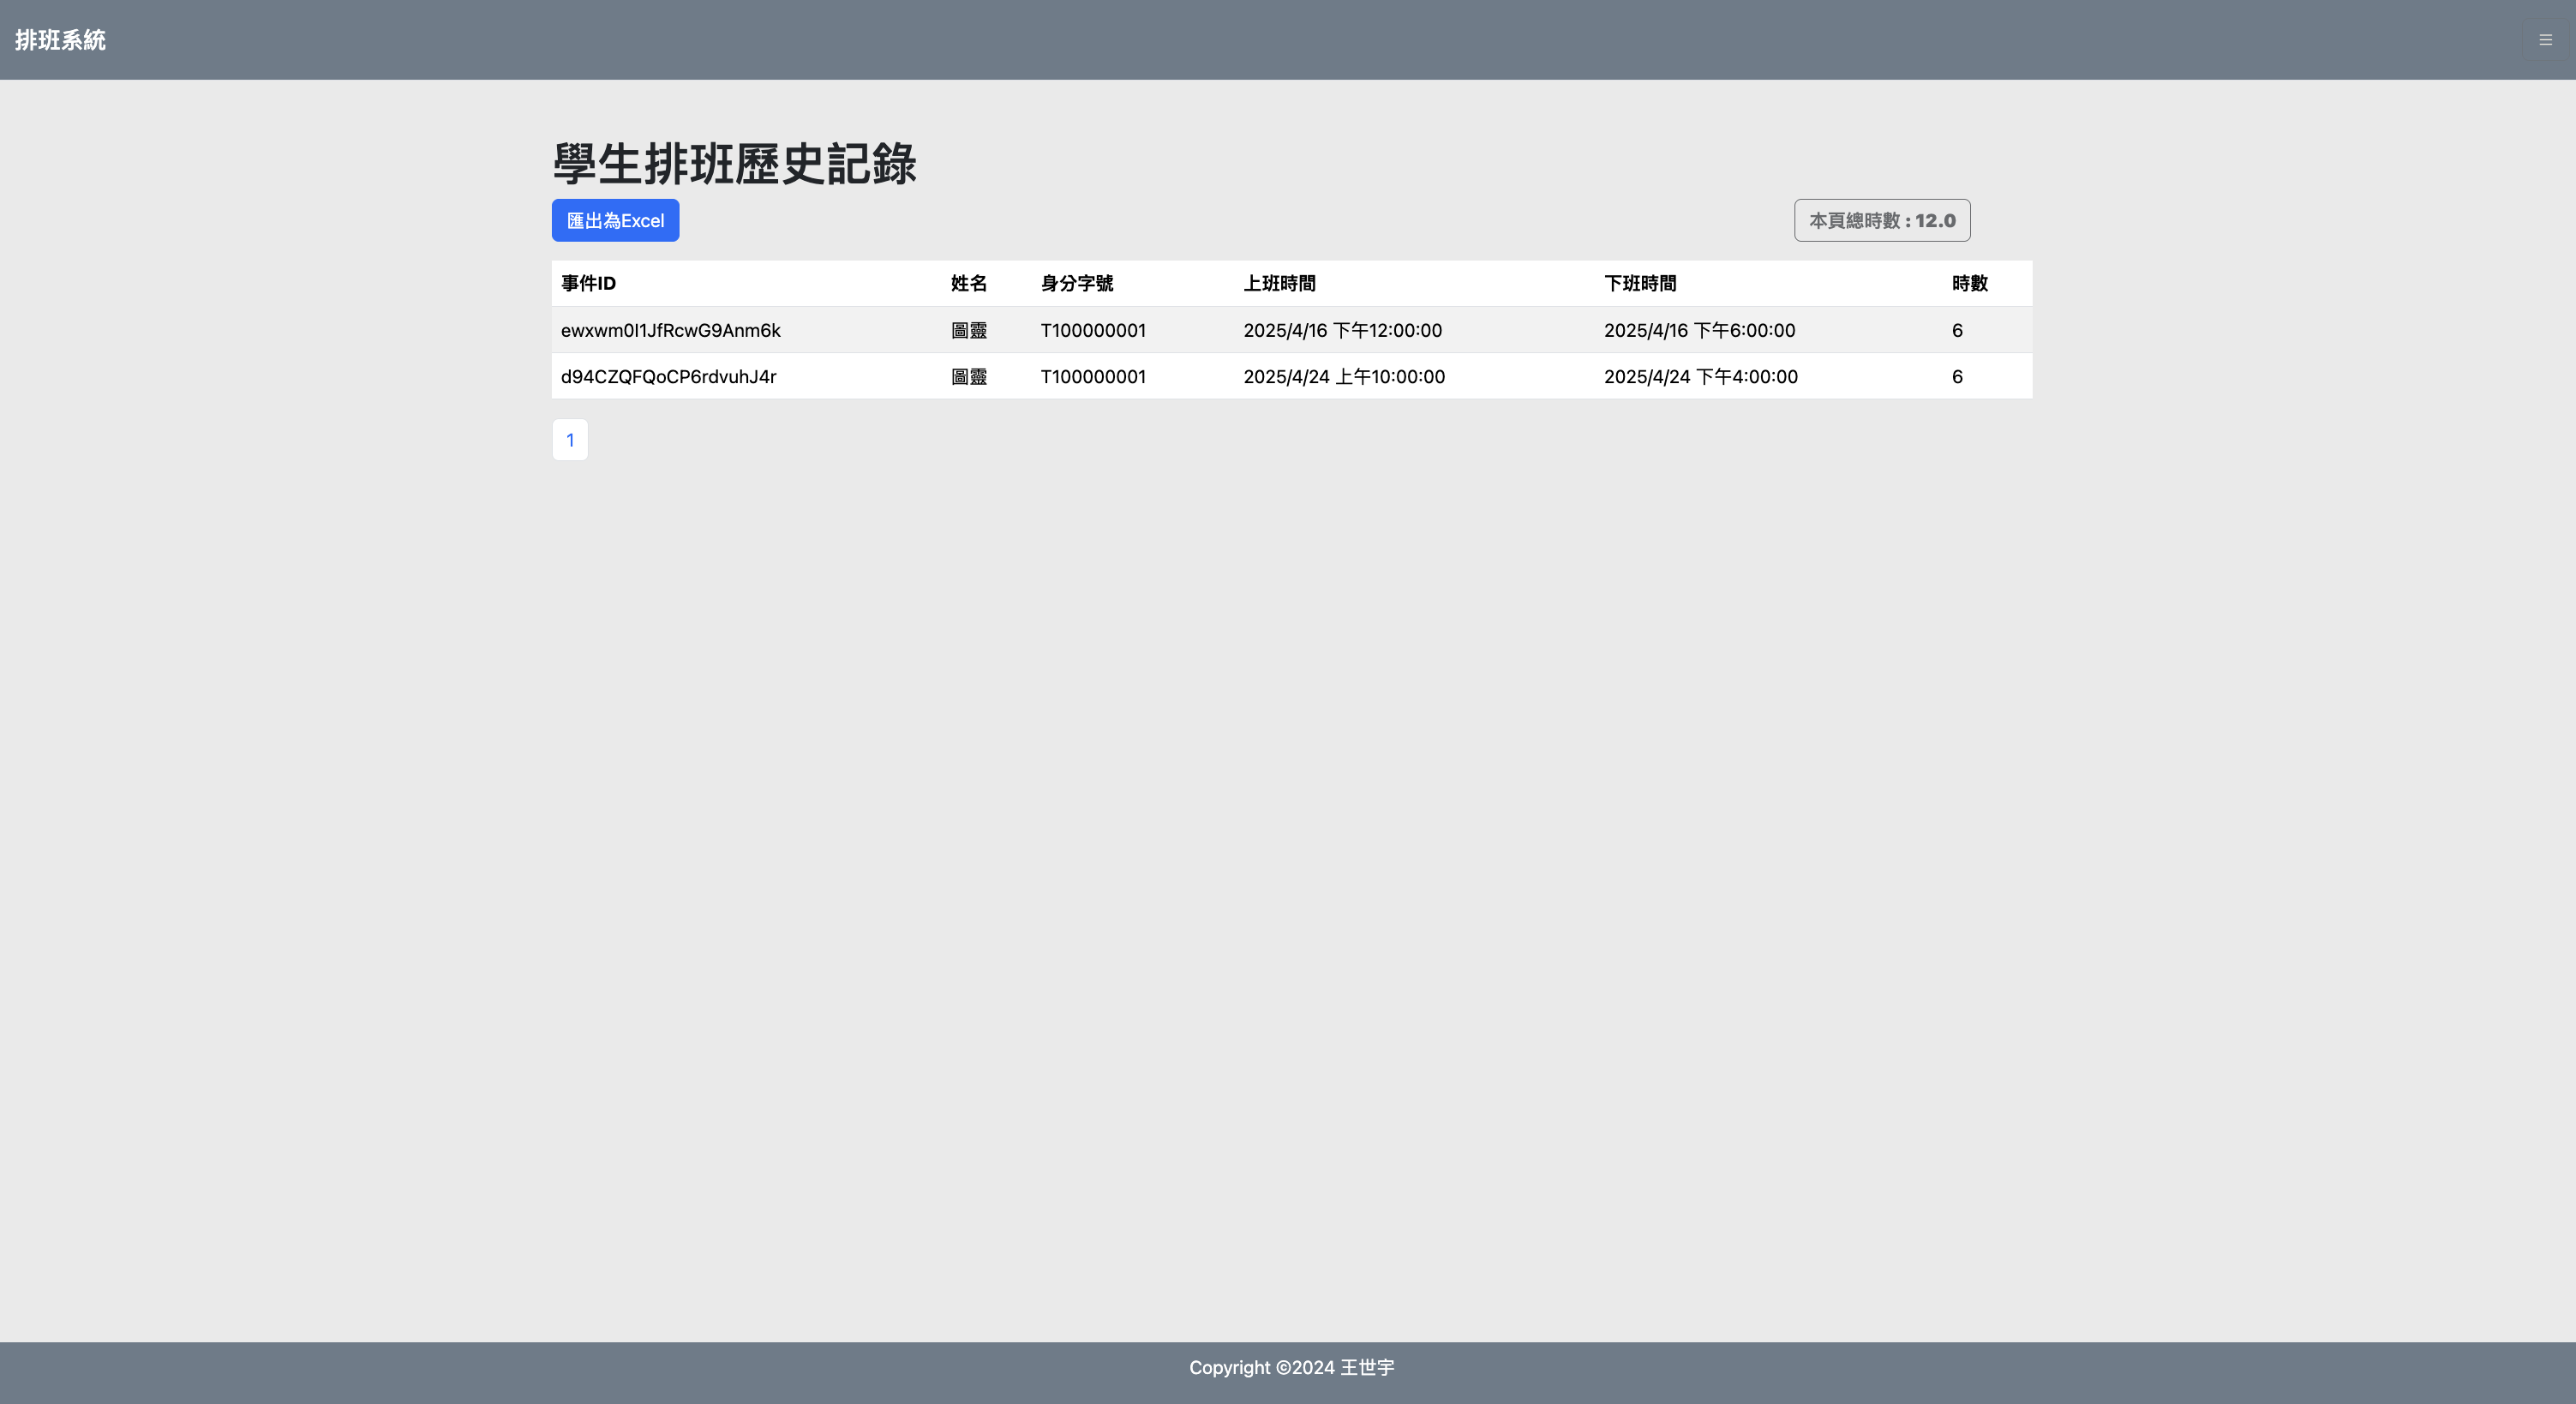 排班系統
學生排班歷史記錄
匯出為Excel 本頁總時數 : 12.0
事件ID 姓名 身分字號 上班時間 下班時間 時數
ewxwm0I1JfRcwG9Anm6k 圖靈 T100000001 2025/4/16 下午12:00:00 2025/4/16 下午6:00:00 6
d94CZQFQoCP6rdvuhJ4r 圖靈 T100000001 2025/4/24 上午10:00:00 2025/4/24 下午4:00:00 6
1
Copyright ©2024 王世宇